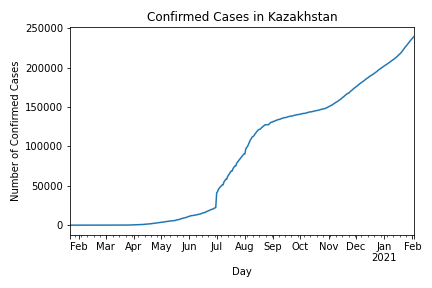 Confirmed Cases in Kazakhstan
250000
200000
150000
100000
50000
0
Number of Confirmed Cases
Feb Mar Apr May Jun Jul Aug Sep Oct Nov Dec Jan Feb
2021
Day